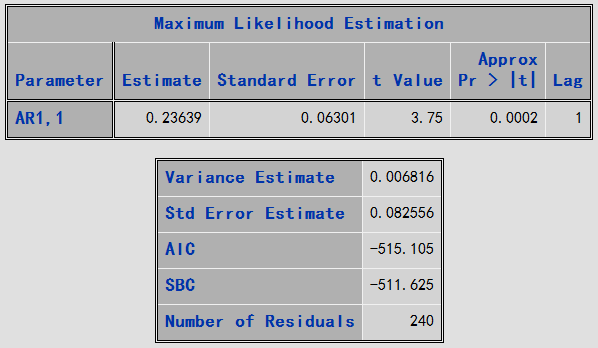 Maximum Likelihood Estimation
Approx
Parameter Estimate Standard Error t Value Pr > |t| Lag
AR1,1 0.23639 0.06301 3.75 0.0002 1
Variance Estimate 0.006816
Std Error Estimate 0.082556
AIC -515.105
SBC -511.625
Number of Residuals 240